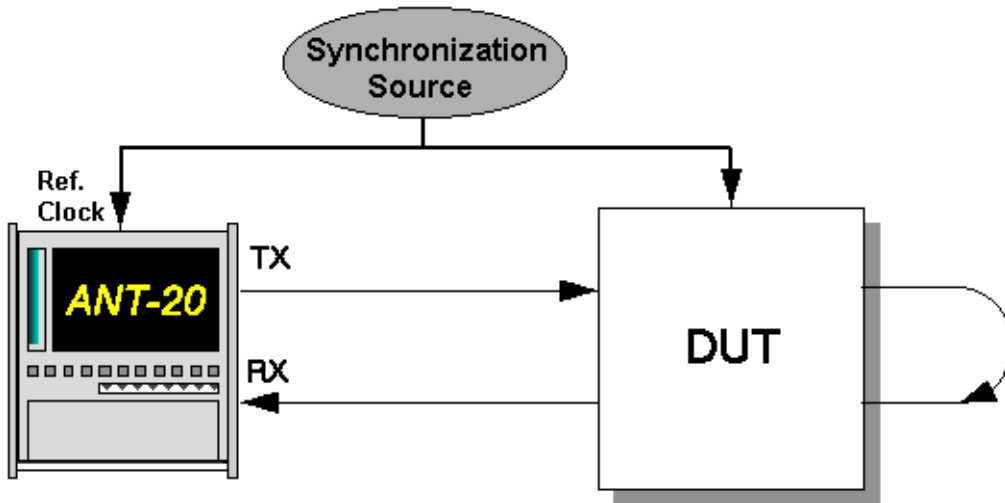 Synchronization
Source
Ref.
Clock
TX
ANT-20
DUT
RX